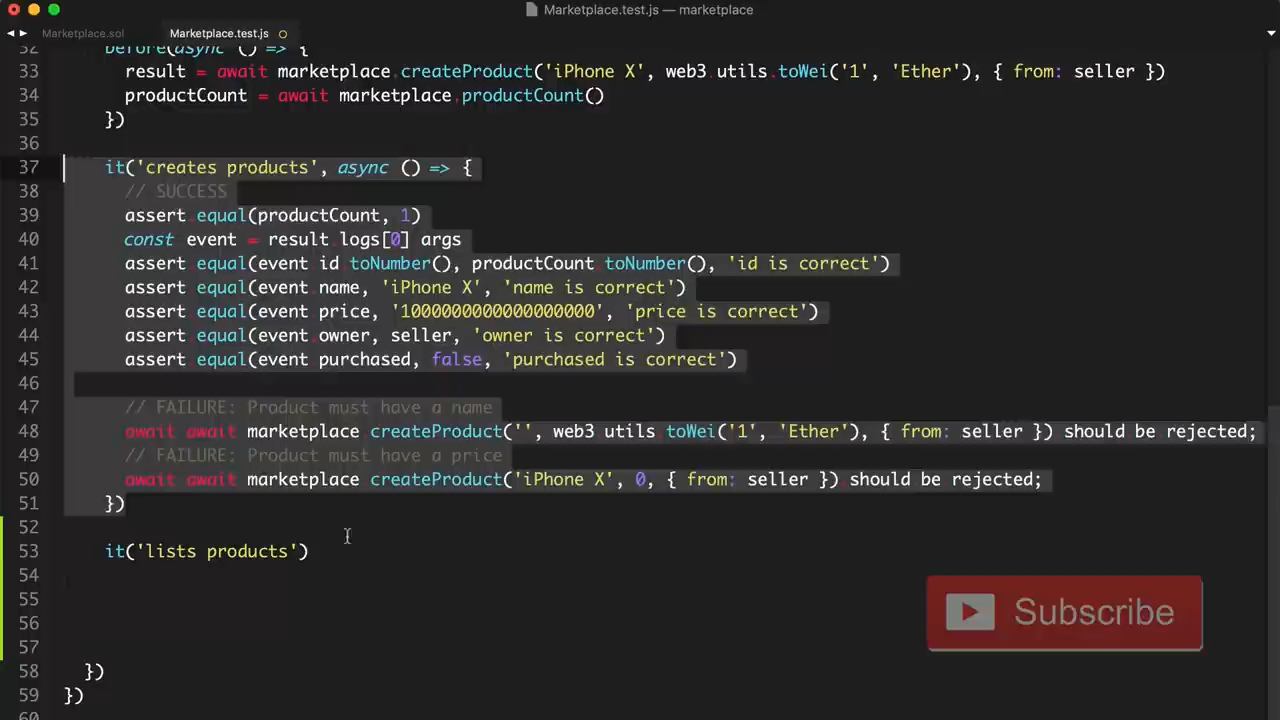 Marketplace.test.js — marketplace
Marketplace.sol
Marketplace.test.js
32 before(async () => {
33 result = await marketplace.createProduct('iPhone X', web3.utils.toWei('1', 'Ether'), { from: seller })
34 productCount = await marketplace.productCount()
35 })
36
37 it('creates products', async () => {
38 // SUCCESS
39 assert.equal(productCount, 1)
40 const event = result.logs[0].args
41 assert.equal(event.id.toNumber(), productCount.toNumber(), 'id is correct')
42 assert.equal(event.name, 'iPhone X', 'name is correct')
43 assert.equal(event.price, '1000000000000000000', 'price is correct')
44 assert.equal(event.owner, seller, 'owner is correct')
45 assert.equal(event.purchased, false, 'purchased is correct')
46
47 // FAILURE: Product must have a name
48 await await marketplace.createProduct('', web3.utils.toWei('1', 'Ether'), { from: seller }).should.be.rejected;
49 // FAILURE: Product must have a price
50 await await marketplace.createProduct('iPhone X', 0, { from: seller }).should.be.rejected;
51 })
52
53 it('lists products')
54
55
56
57
58 })
59 })
60
Subscribe